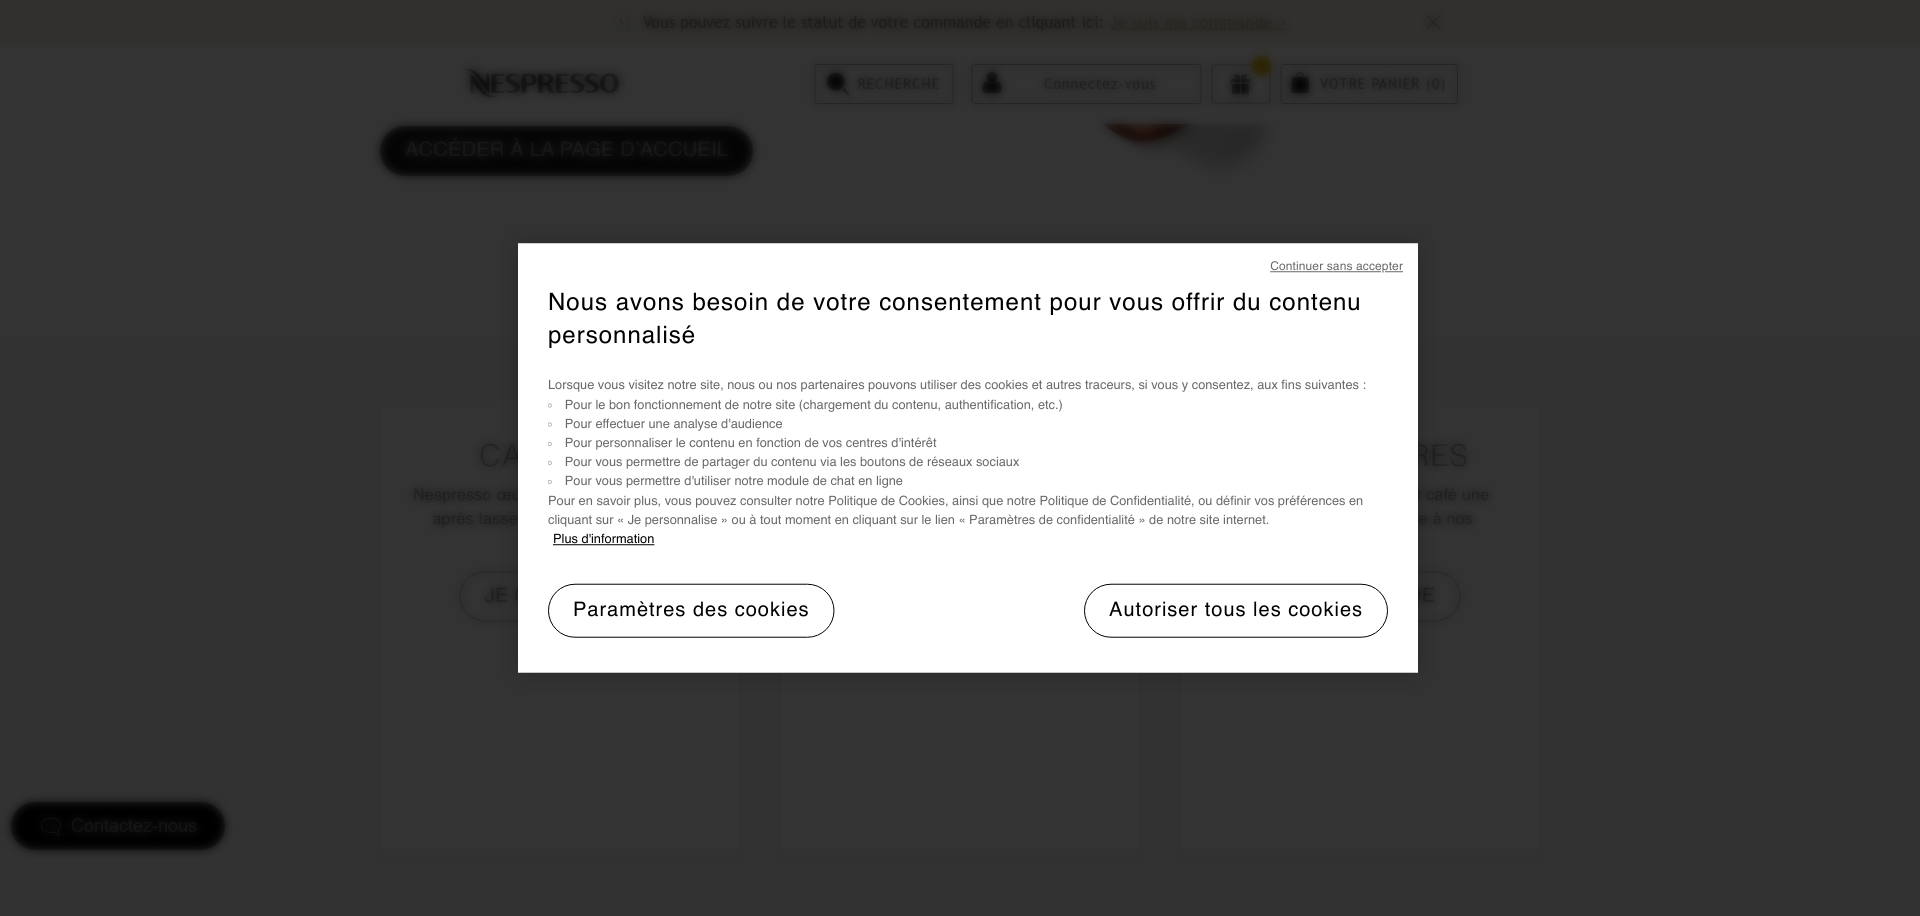 Vous pouvez suivre le statut de votre commande en cliquant ici: Je suis ma commande >
NESPRESSO
RECHERCHE
Connectez-vous
VOTRE PANIER (0)
ACCÉDER À LA PAGE D'ACCUEIL
Continuer sans accepter
Nous avons besoin de votre consentement pour vous offrir du contenu
personnalisé
Lorsque vous visitez notre site, nous ou nos partenaires pouvons utiliser des cookies et autres traceurs, si vous y consentez, aux fins suivantes :
Pour le bon fonctionnement de notre site (chargement du contenu, authentification, etc.)
Pour effectuer une analyse d'audience
Pour personnaliser le contenu en fonction de vos centres d'intérêt
Pour vous permettre de partager du contenu via les boutons de réseaux sociaux
Pour vous permettre d'utiliser notre module de chat en ligne
Pour en savoir plus, vous pouvez consulter notre Politique de Cookies, ainsi que notre Politique de Confidentialité, ou définir vos préférences en
cliquant sur « Je personnalise » ou à tout moment en cliquant sur le lien « Paramètres de confidentialité » de notre site internet.
Plus d'information
Paramètres des cookies
Autoriser tous les cookies
Nespresso
café une
à nos
JE
Contactez-nous